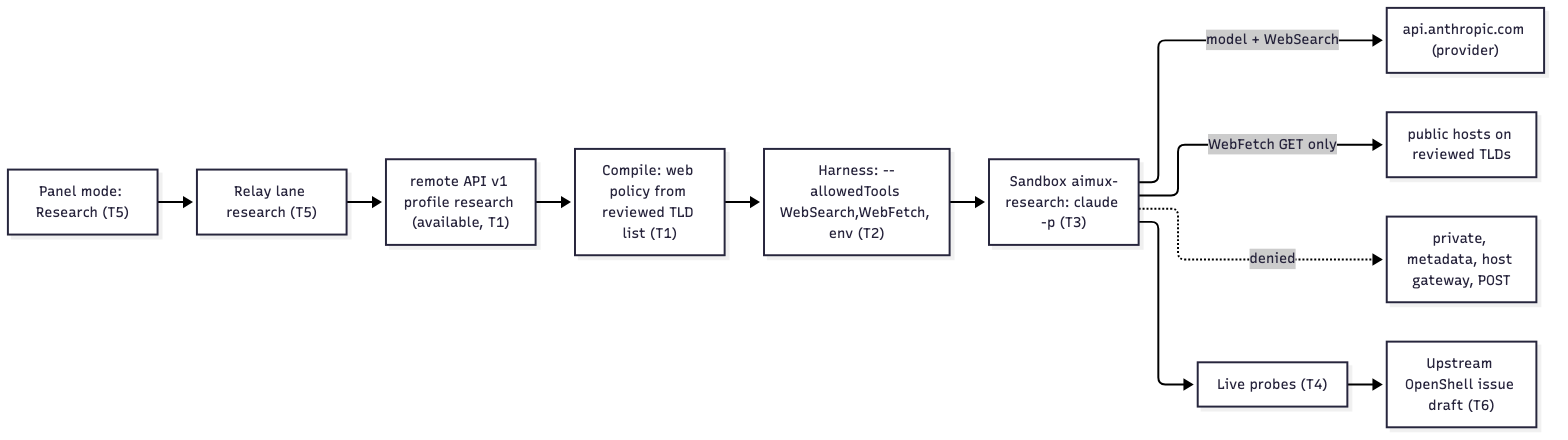 Panel mode:
Research (T5)
Relay lane
research (T5)
remote API v1
profile research
(available, T1)
Compile: web
policy from
reviewed TLD
list (T1)
Harness: --
allowedTools
WebSearch,WebFetch,
env (T2)
Sandbox aimux-
research: claude
-p (T3)
model + WebSearch
api.anthropic.com
(provider)
WebFetch GET only
public hosts on
reviewed TLDs
denied
private,
metadata, host
gateway, POST
Live probes (T4)
Upstream
OpenShell issue
draft (T6)